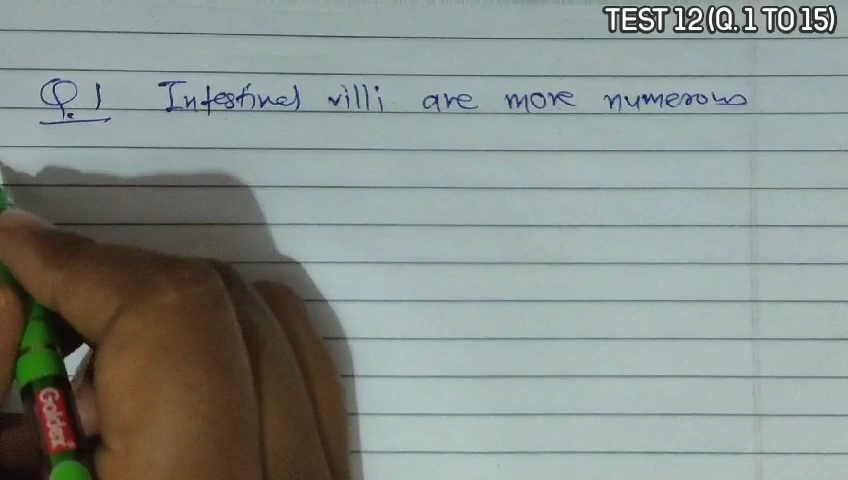 TEST 12 (Q. 1 TO 15)
Q.1 Intestinal villi are more numerous
Goldex